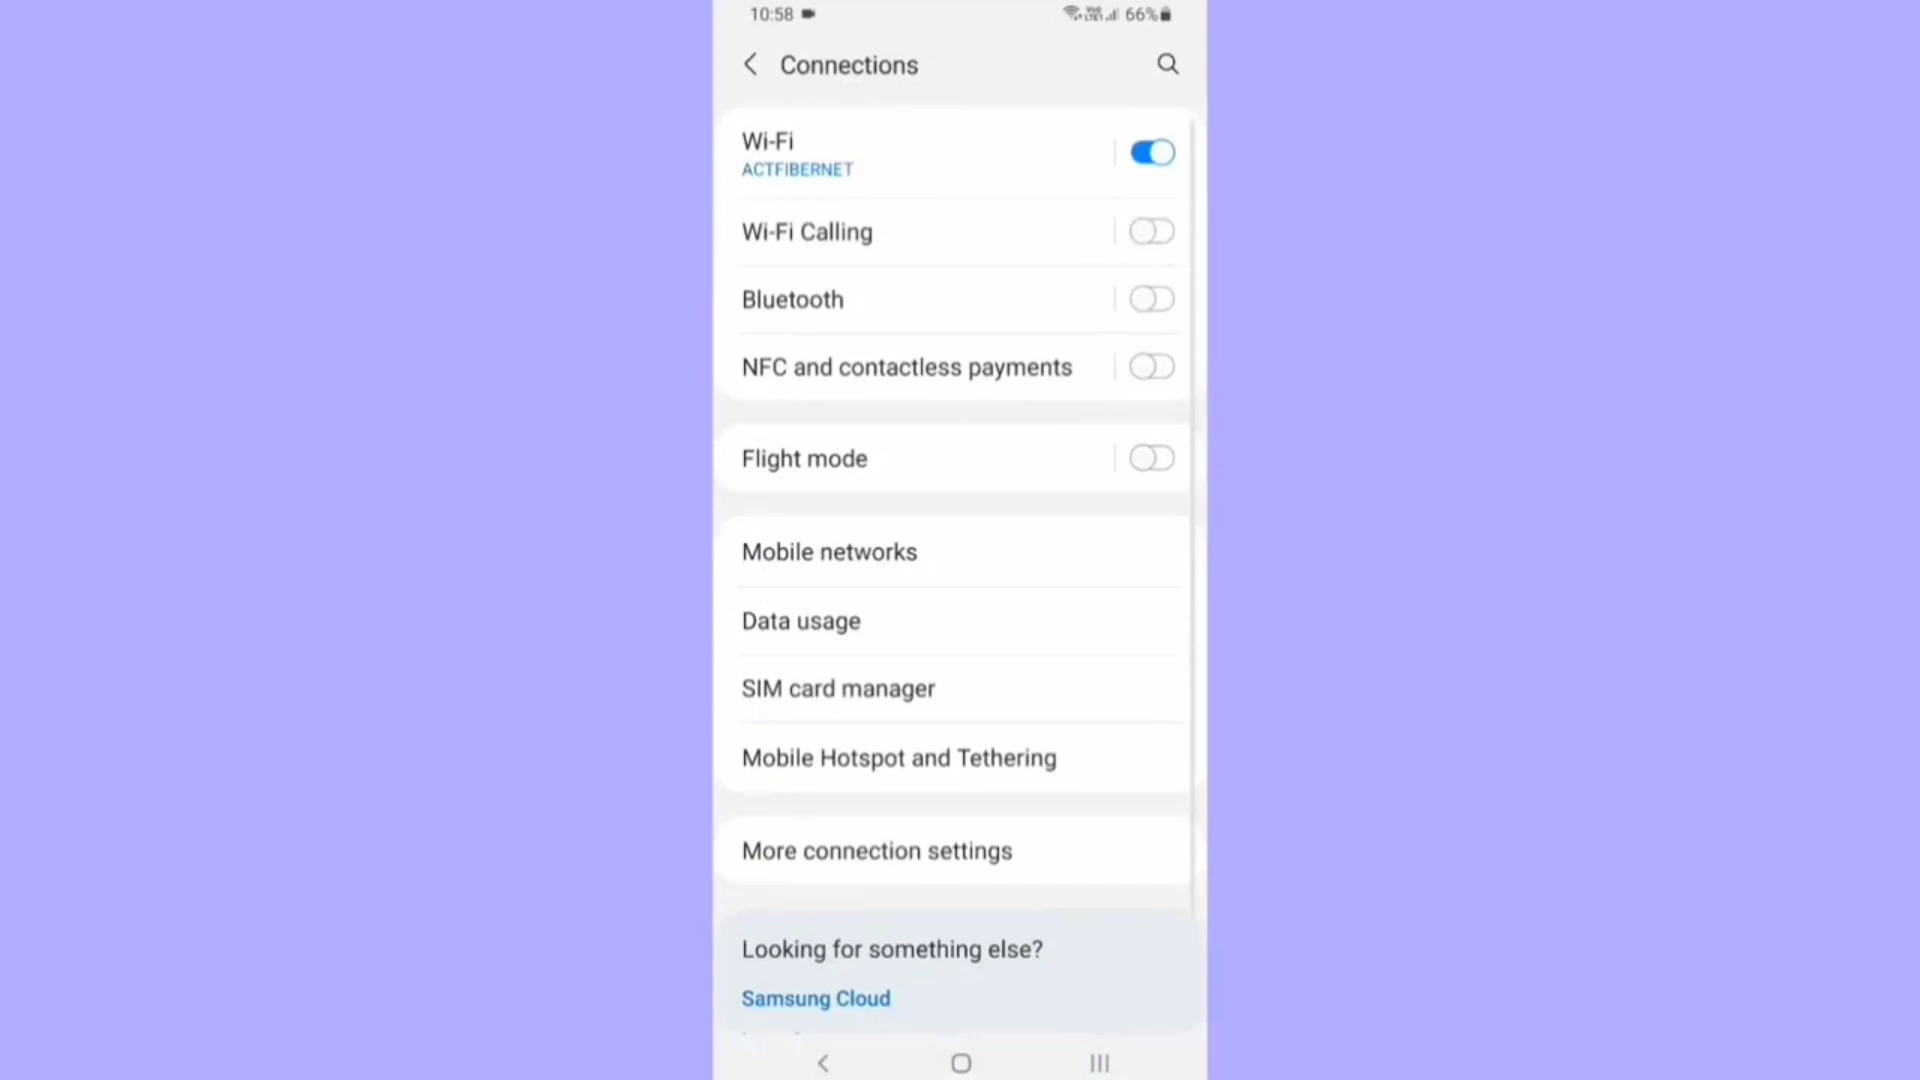 10:58
66%
Connections
Wi-Fi
ACTFIBERNET
Wi-Fi Calling
Bluetooth
NFC and contactless payments
Flight mode
Mobile networks
Data usage
SIM card manager
Mobile Hotspot and Tethering
More connection settings
Looking for something else?
Samsung Cloud